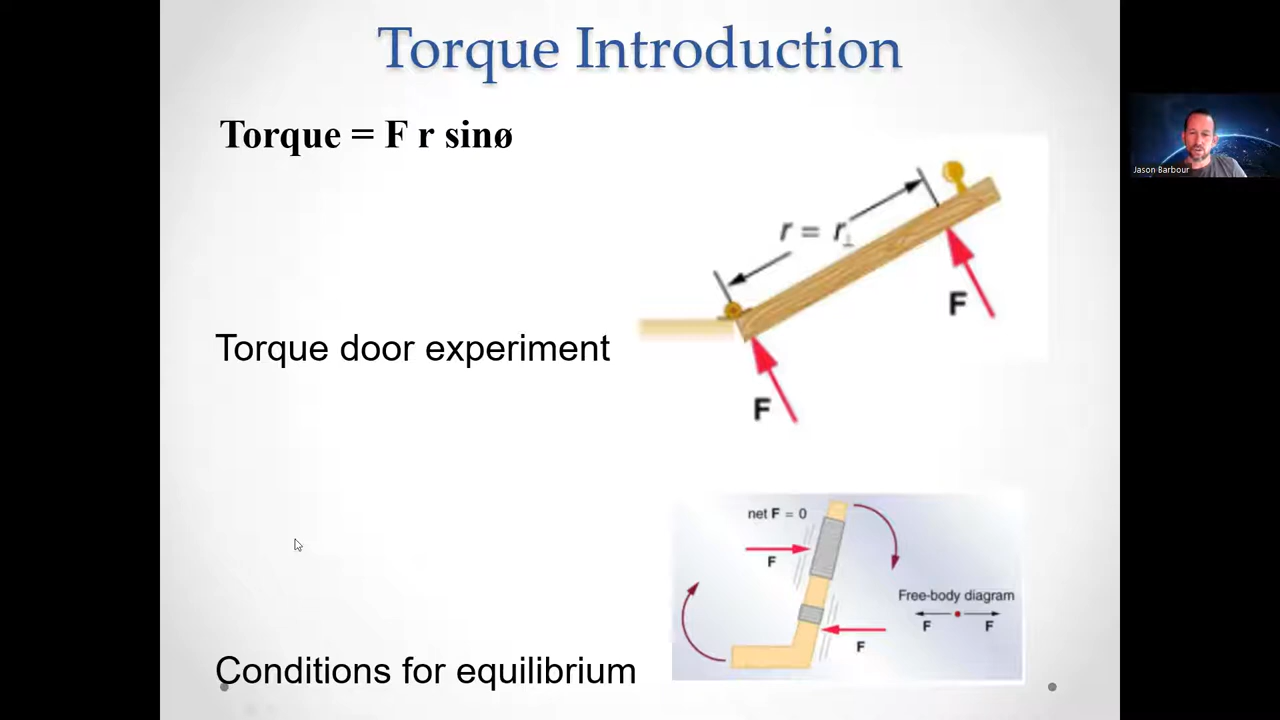 Torque Introduction
Torque = F r sinø
Jason Barbour
r = r⊥
F
Torque door experiment
F
net F = 0
F
Free-body diagram
F F
F
Conditions for equilibrium